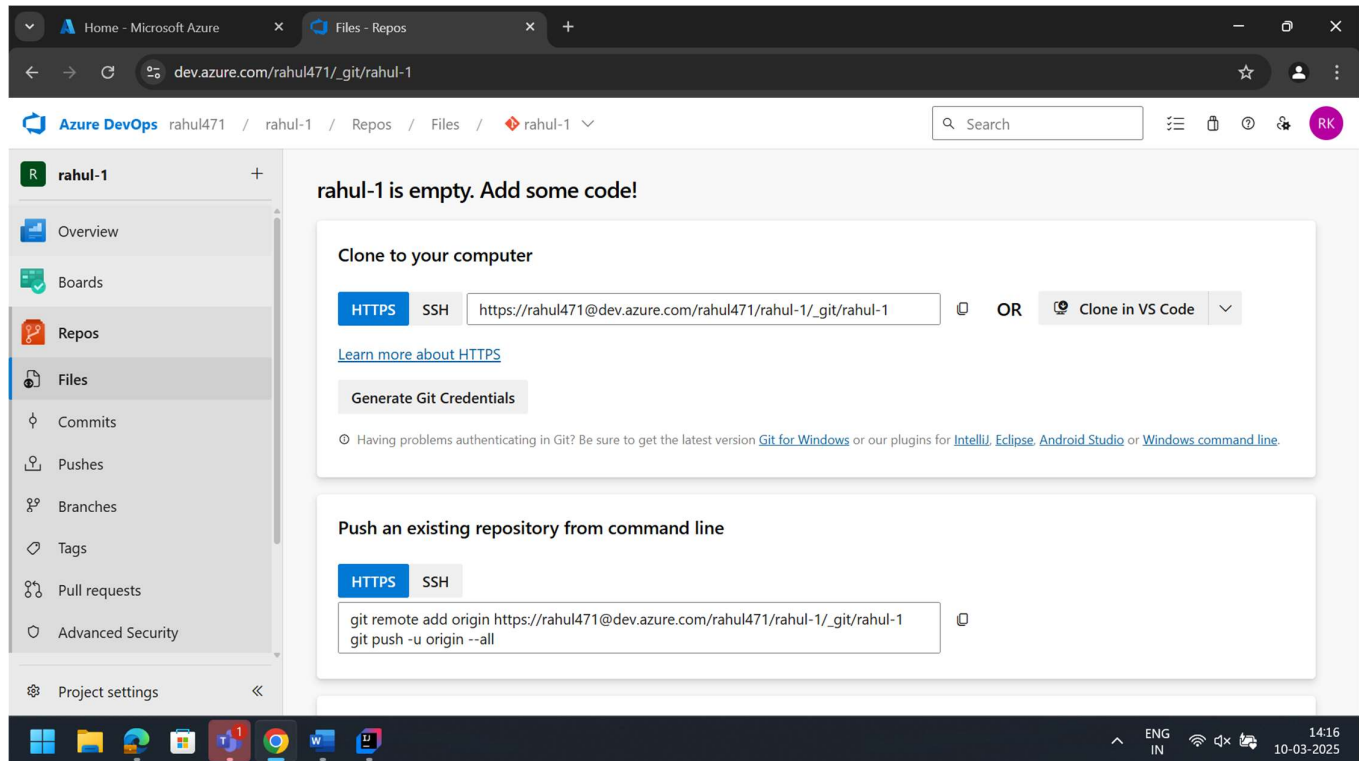 Home - Microsoft Azure
Files - Repos
dev.azure.com/rahul471/_git/rahul-1
Azure DevOps rahul471 / rahul-1 / Repos / Files / rahul-1
Search
RK
R rahul-1
Overview
Boards
Repos
Files
Commits
Pushes
Branches
Tags
Pull requests
Advanced Security
Project settings
rahul-1 is empty. Add some code!
Clone to your computer
HTTPS SSH https://rahul471@dev.azure.com/rahul471/rahul-1/_git/rahul-1 OR Clone in VS Code
Learn more about HTTPS
Generate Git Credentials
Having problems authenticating in Git? Be sure to get the latest version Git for Windows or our plugins for IntelliJ, Eclipse, Android Studio or Windows command line.
Push an existing repository from command line
HTTPS SSH
git remote add origin https://rahul471@dev.azure.com/rahul471/rahul-1/_git/rahul-1
git push -u origin --all
1
ENG
IN
14:16
10-03-2025